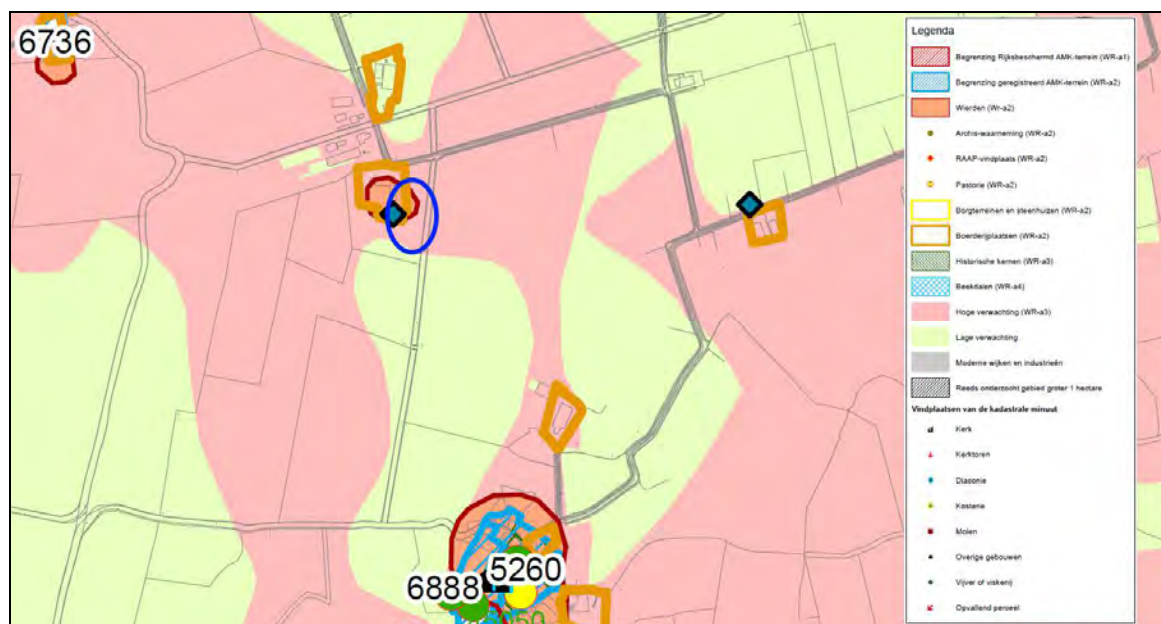 6736
5260
6888
Legenda
Begrenzing Rijksbeschermd AMK-terrein (WR-a1)
Begrenzing geregistreerd AMK-terrein (WR-a2)
Wierden (Wr-a2)
Archis-waarneming (WR-a2)
RAAP-vindplaats (WR-a2)
Pastorie (WR-a2)
Borgterreinen en steenhuizen (WR-a2)
Boerderijplaatsen (WR-a2)
Historische kernen (WR-a3)
Beekdalen (WR-a4)
Hoge verwachting (WR-a3)
Lage verwachting
Moderne wijken en industrieën
Reeds onderzocht gebied groter 1 hectare
Vindplaatsen van de kadastrale minuut
Kerk
Kerktoren
Diaconie
Kosterie
Molen
Overige gebouwen
Vijver of viskenij
Opvallend perceel